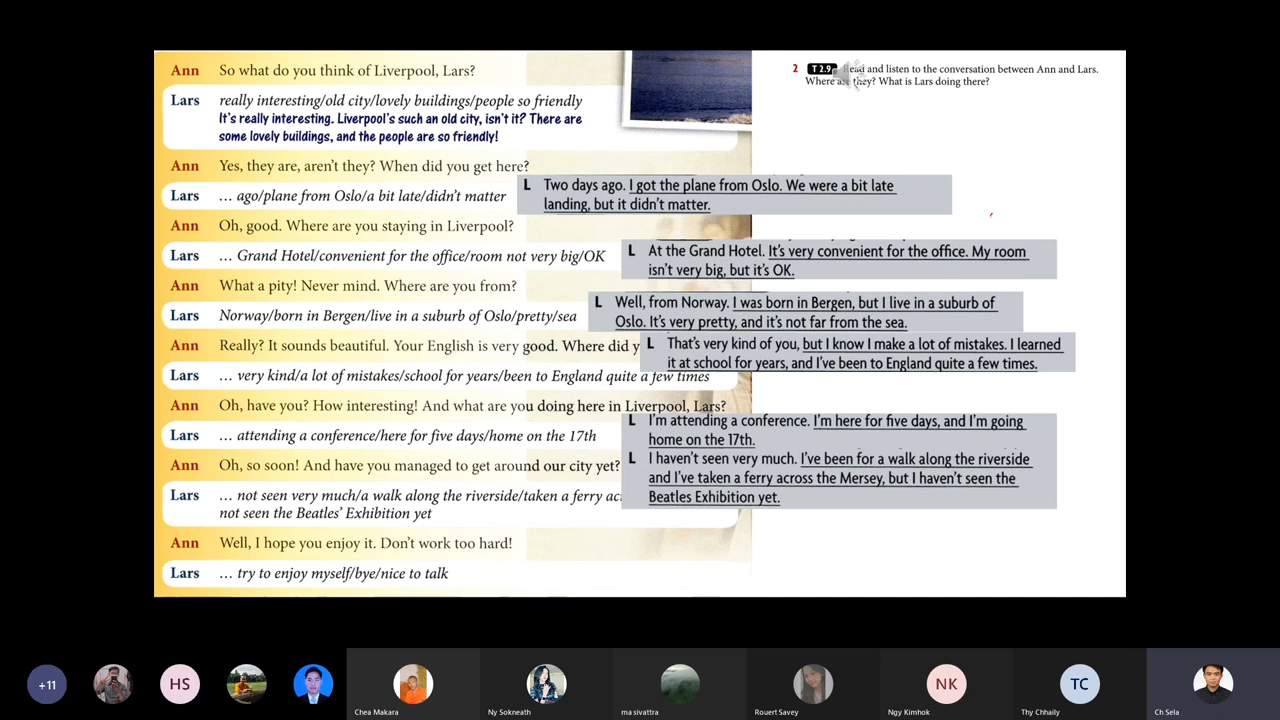 Ann So what do you think of Liverpool, Lars?
Lars really interesting/old city/lovely buildings/people so friendly
It's really interesting. Liverpool's such an old city, isn't it? There are
some lovely buildings, and the people are so friendly!
Ann Yes, they are, aren't they? When did you get here?
Lars … ago/plane from Oslo/a bit late/didn't matter
L Two days ago. I got the plane from Oslo. We were a bit late
landing, but it didn't matter.
Ann Oh, good. Where are you staying in Liverpool?
Lars … Grand Hotel/convenient for the office/room not very big/OK
L At the Grand Hotel. It's very convenient for the office. My room
isn't very big, but it's OK.
Ann What a pity! Never mind. Where are you from?
Lars Norway/born in Bergen/live in a suburb of Oslo/pretty/sea
L Well, from Norway. I was born in Bergen, but I live in a suburb of
Oslo. It's very pretty, and it's not far from the sea.
Ann Really? It sounds beautiful. Your English is very good. Where did y
L That's very kind of you, but I know I make a lot of mistakes. I learned
it at school for years, and I've been to England quite a few times.
Lars … very kind/a lot of mistakes/school for years/been to England quite a few times
Ann Oh, have you? How interesting! And what are you doing here in Liverpool, Lars?
Lars … attending a conference/here for five days/home on the 17th
L I'm attending a conference. I'm here for five days, and I'm going
home on the 17th.
Ann Oh, so soon! And have you managed to get around our city yet?
L I haven't seen very much. I've been for a walk along the riverside
and I've taken a ferry across the Mersey, but I haven't seen the
Beatles Exhibition yet.
Lars … not seen very much/a walk along the riverside/taken a ferry
not seen the Beatles' Exhibition yet
Ann Well, I hope you enjoy it. Don't work too hard!
Lars … try to enjoy myself/bye/nice to talk
2 T 2.9 Read and listen to the conversation between Ann and Lars.
Where are they? What is Lars doing there?
+11
HS
NK
TC
Chea Makara
Ny Sokneath
ma sivattra
Rouert Savey
Ngy Kimhok
Thy Chhaily
Ch Sela